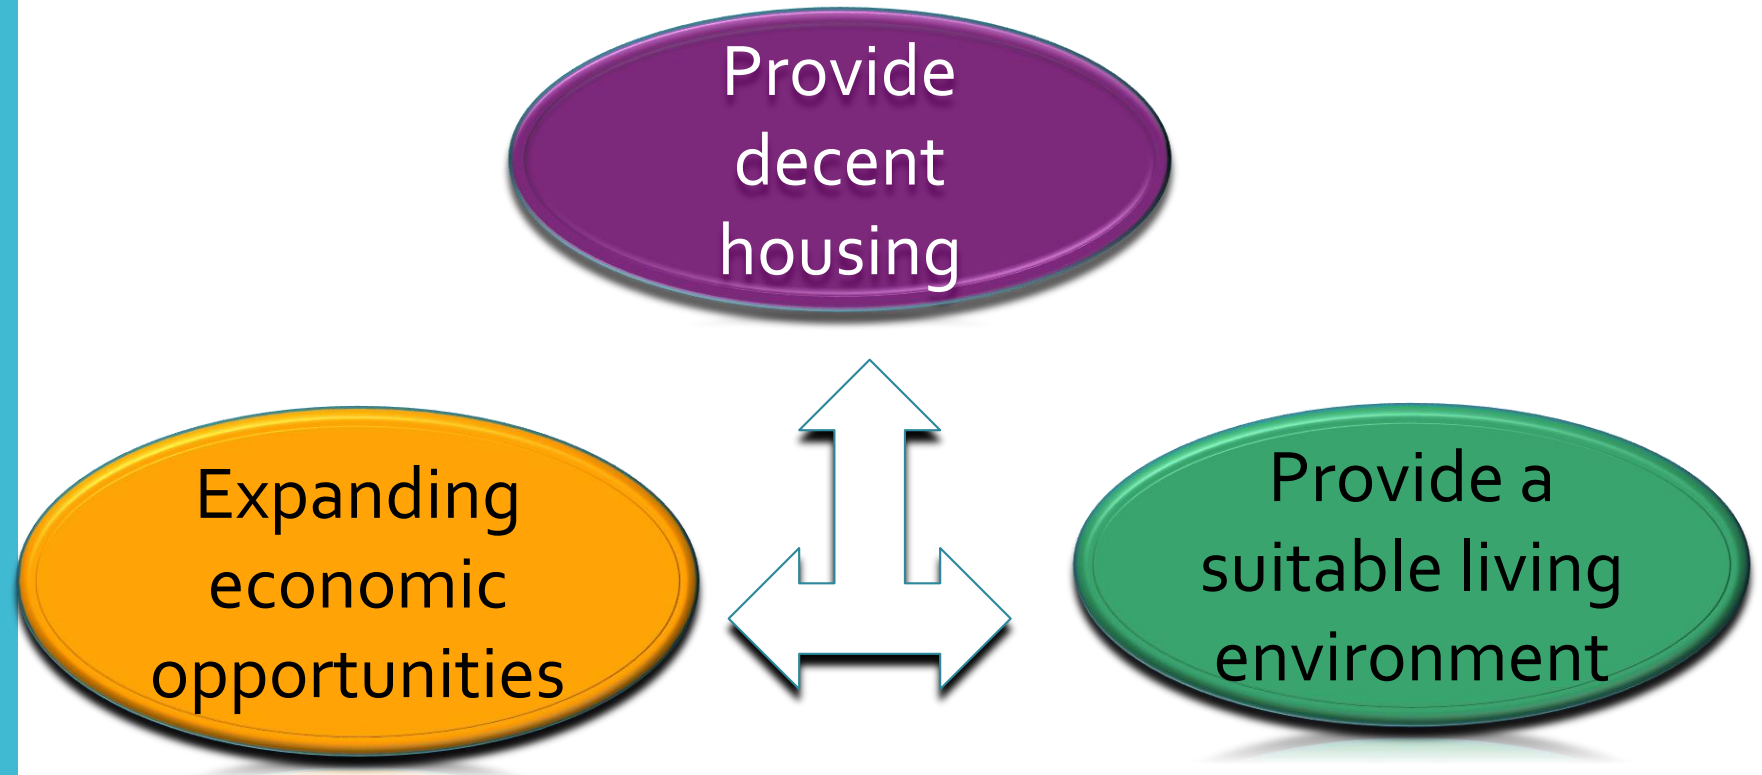 Provide
decent
housing
Expanding
economic
opportunities
Provide a
suitable living
environment